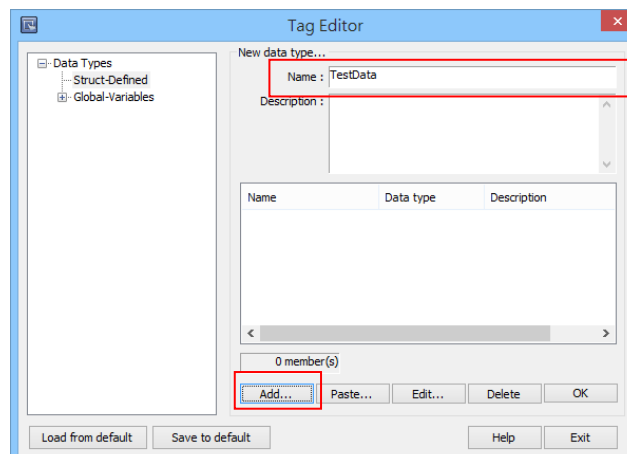 Tag Editor
Data Types
Struct-Defined
Global-Variables
New data type...
Name : TestData
Description :
Name Data type Description
0 member(s)
Add... Paste... Edit... Delete OK
Load from default Save to default Help Exit